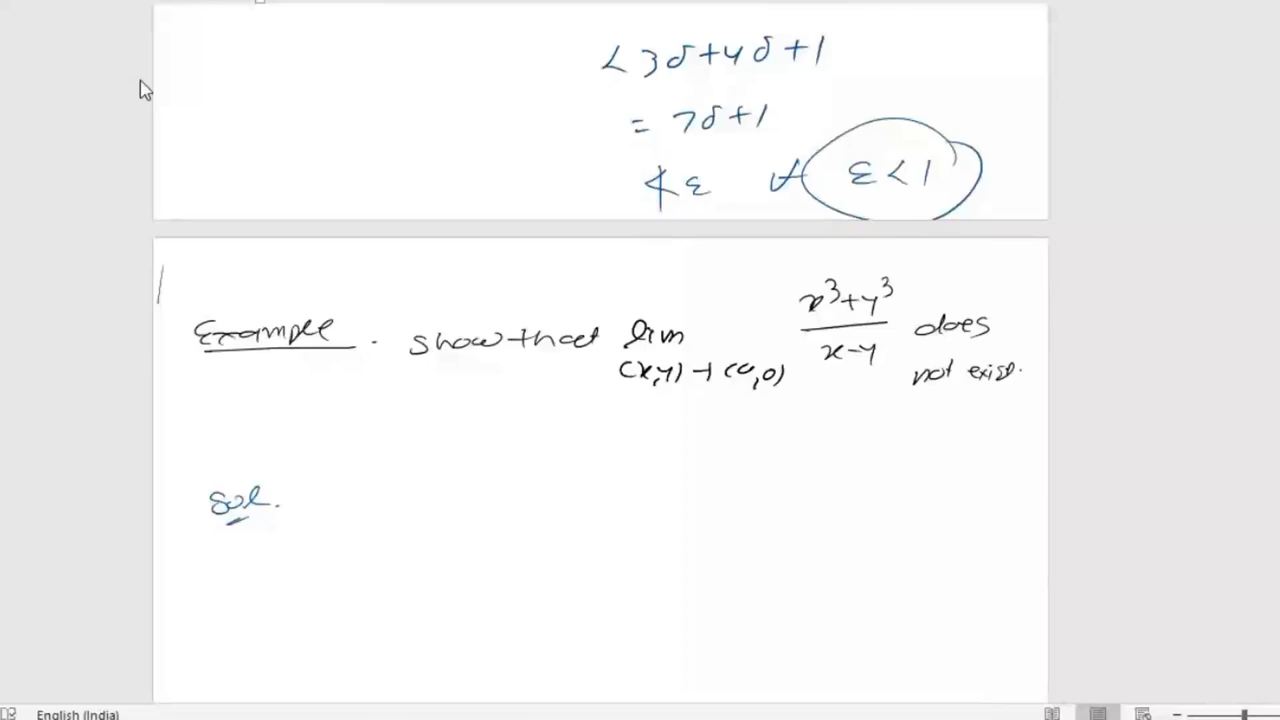 < 3δ+4δ+1
= 7δ+1
≮ ε ∀ ε < 1
Example. Show that lim (x,y)→(0,0) x³+y³ / x-y does not exist.
Sol.
English (India)